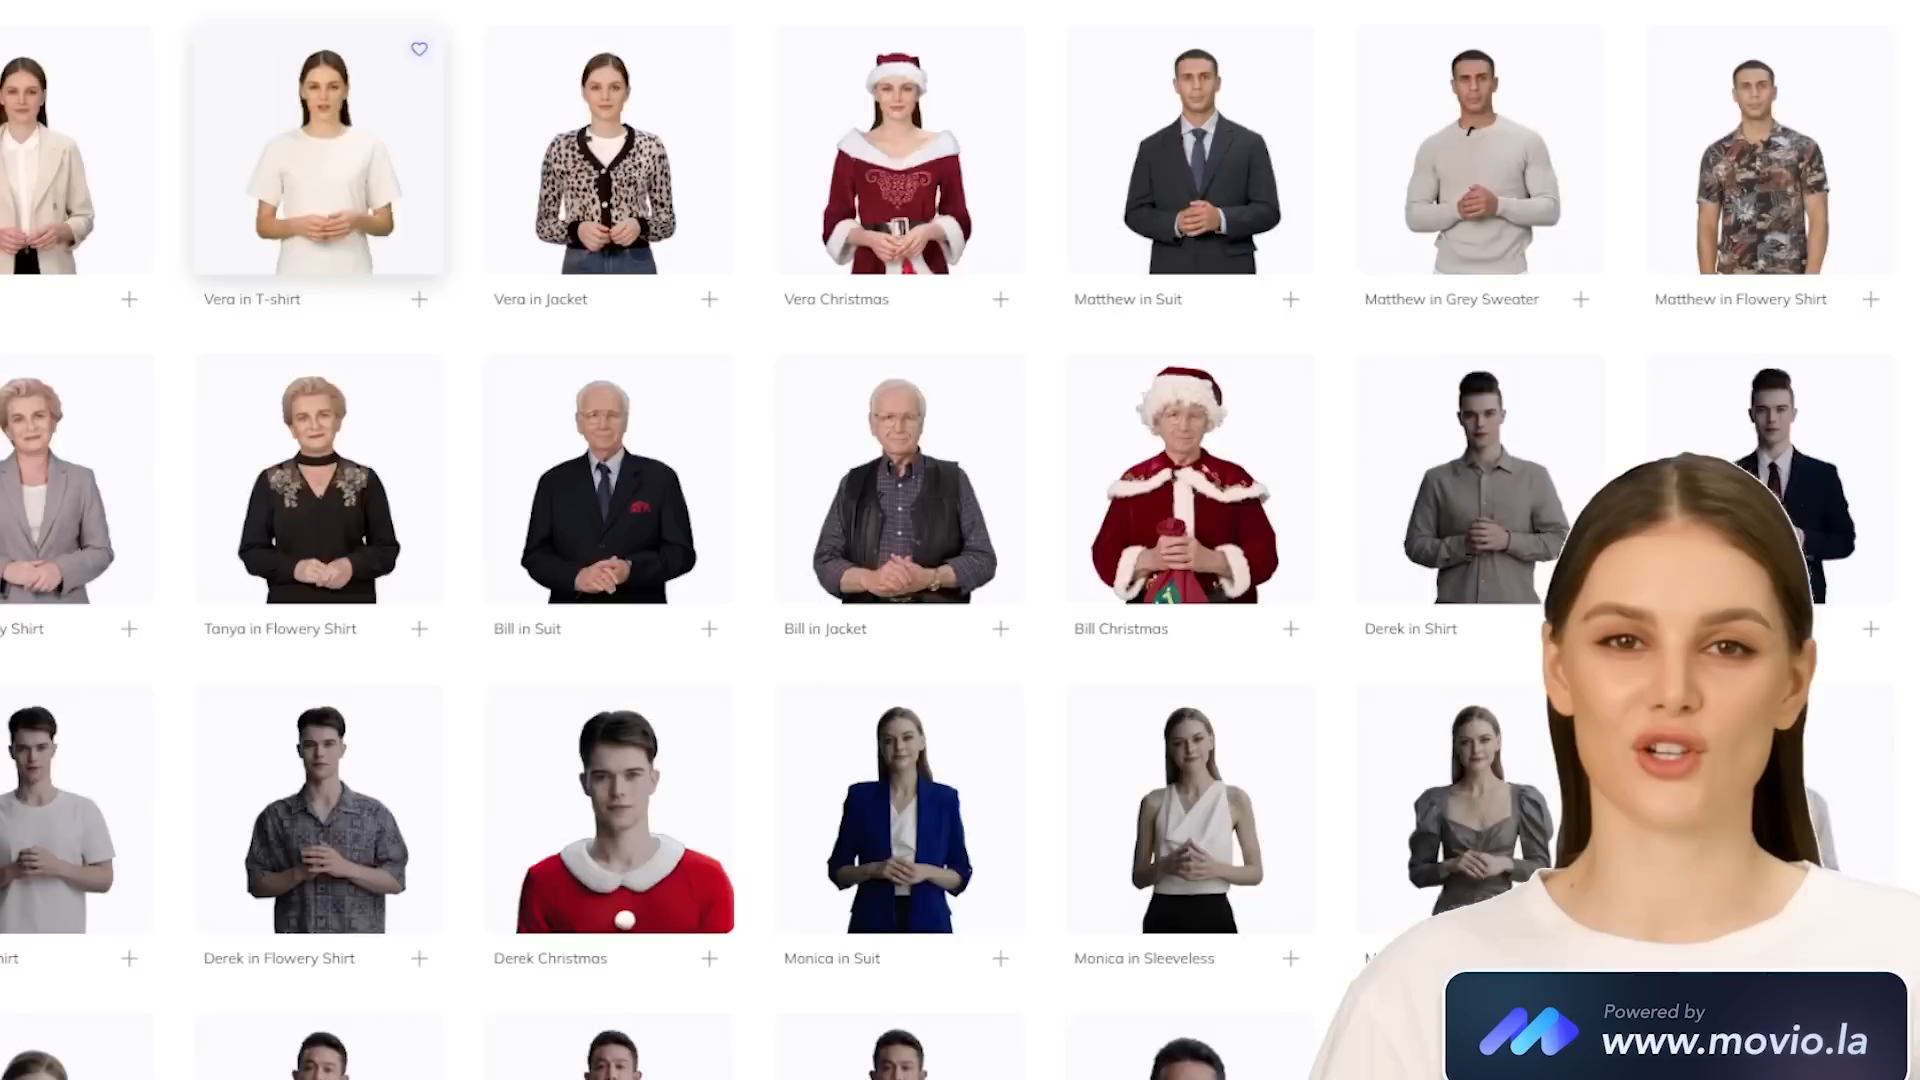 Vera in T-shirt
Vera in Jacket
Vera Christmas
Matthew in Suit
Matthew in Grey Sweater
Matthew in Flowery Shirt
y Shirt
Tanya in Flowery Shirt
Bill in Suit
Bill in Jacket
Bill Christmas
Derek in Shirt
hirt
Derek in Flowery Shirt
Derek Christmas
Monica in Suit
Monica in Sleeveless
M
Powered by
www.movio.la